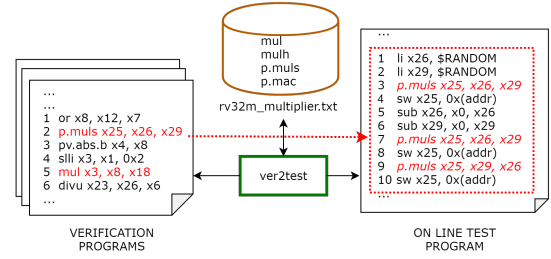 ...
...
1 or x8, x12, x7
2 p.muls x25, x26, x29
3 pv.abs.b x4, x8
4 slli x3, x1, 0x2
5 mul x3, x8, x18
6 divu x23, x26, x6
...
VERIFICATION
PROGRAMS
mul
mulh
p.muls
p.mac
rv32m_multiplier.txt
ver2test
...
1 li x26, $RANDOM
2 li x29, $RANDOM
3 p.muls x25, x26, x29
4 sw x25, 0x(addr)
5 sub x26, x0, x26
6 sub x29, x0, x29
7 p.muls x25, x26, x29
8 sw x25, 0x(addr)
9 p.muls x25, x29, x26
10 sw x25, 0x(addr)
...
ON LINE TEST
PROGRAM